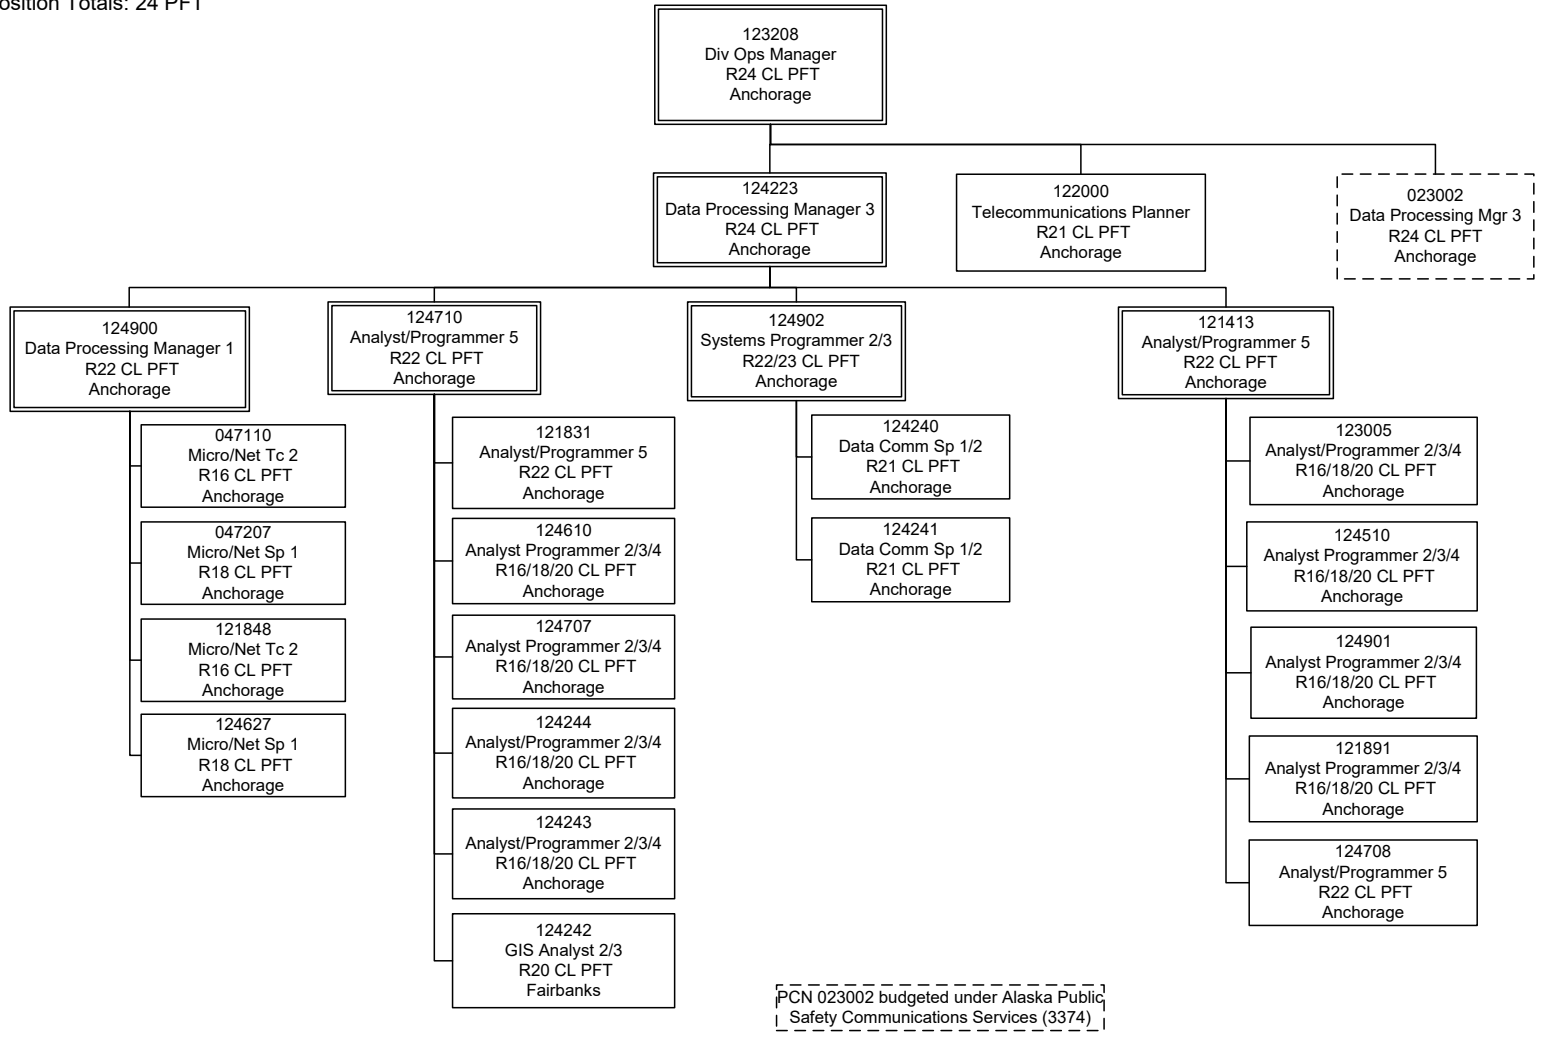 osition Totals: 24 PFT
123208
Div Ops Manager
R24 CL PFT
Anchorage
124223
Data Processing Manager 3
R24 CL PFT
Anchorage
122000
Telecommunications Planner
R21 CL PFT
Anchorage
023002
Data Processing Mgr 3
R24 CL PFT
Anchorage
124900
Data Processing Manager 1
R22 CL PFT
Anchorage
124710
Analyst/Programmer 5
R22 CL PFT
Anchorage
124902
Systems Programmer 2/3
R22/23 CL PFT
Anchorage
121413
Analyst/Programmer 5
R22 CL PFT
Anchorage
047110
Micro/Net Tc 2
R16 CL PFT
Anchorage
047207
Micro/Net Sp 1
R18 CL PFT
Anchorage
121848
Micro/Net Tc 2
R16 CL PFT
Anchorage
124627
Micro/Net Sp 1
R18 CL PFT
Anchorage
121831
Analyst/Programmer 5
R22 CL PFT
Anchorage
124610
Analyst Programmer 2/3/4
R16/18/20 CL PFT
Anchorage
124707
Analyst Programmer 2/3/4
R16/18/20 CL PFT
Anchorage
124244
Analyst/Programmer 2/3/4
R16/18/20 CL PFT
Anchorage
124243
Analyst/Programmer 2/3/4
R16/18/20 CL PFT
Anchorage
124242
GIS Analyst 2/3
R20 CL PFT
Fairbanks
124240
Data Comm Sp 1/2
R21 CL PFT
Anchorage
124241
Data Comm Sp 1/2
R21 CL PFT
Anchorage
123005
Analyst/Programmer 2/3/4
R16/18/20 CL PFT
Anchorage
124510
Analyst Programmer 2/3/4
R16/18/20 CL PFT
Anchorage
124901
Analyst Programmer 2/3/4
R16/18/20 CL PFT
Anchorage
121891
Analyst Programmer 2/3/4
R16/18/20 CL PFT
Anchorage
124708
Analyst/Programmer 5
R22 CL PFT
Anchorage
PCN 023002 budgeted under Alaska Public
Safety Communications Services (3374)